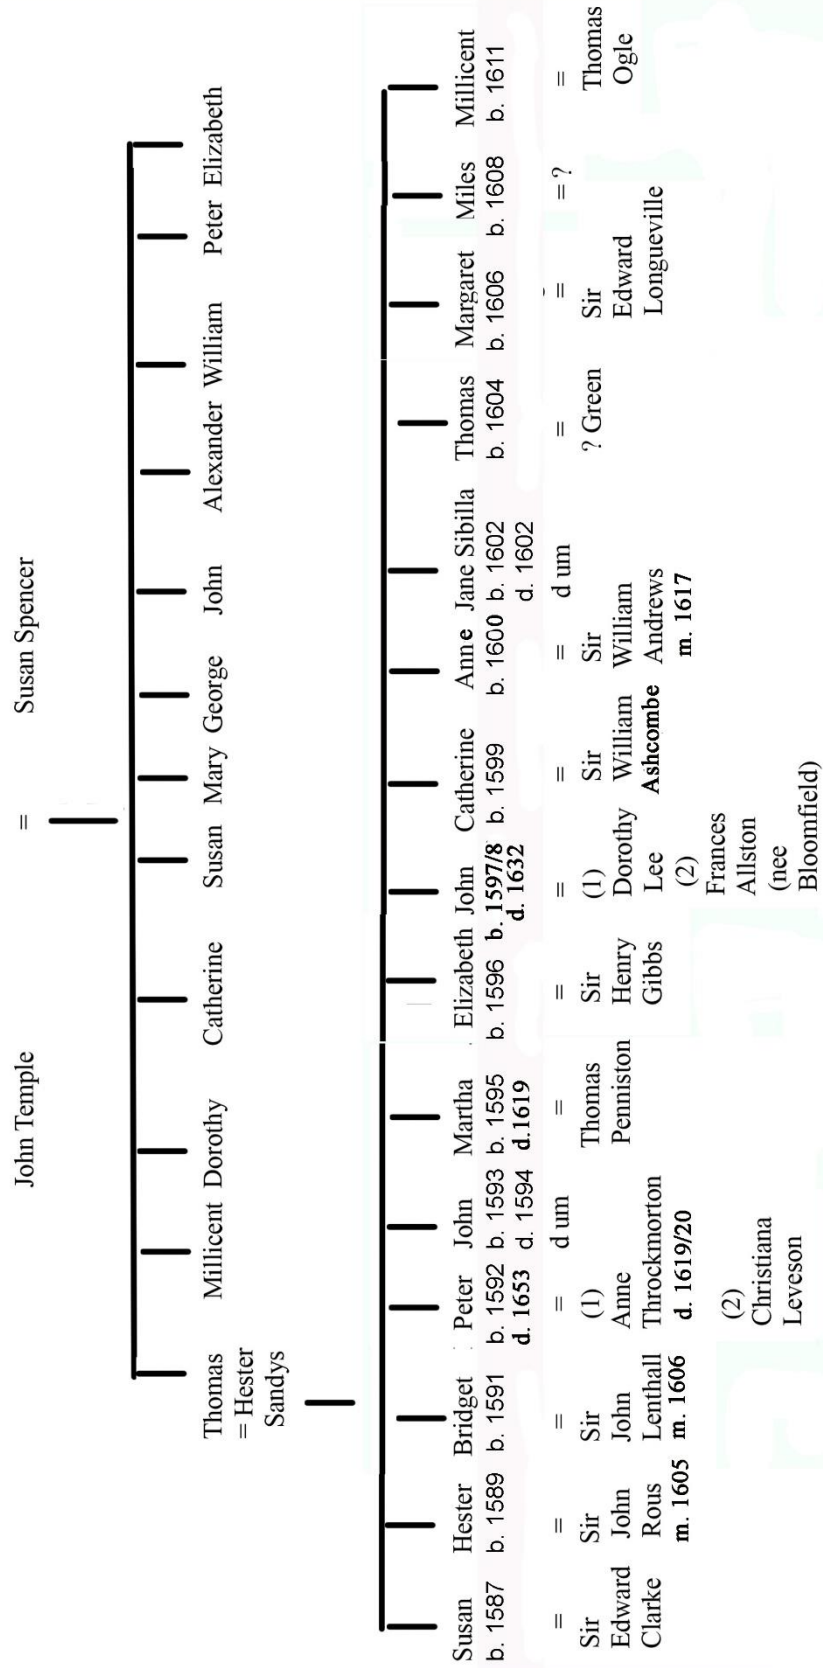 John Temple = Susan Spencer
Thomas Millicent Dorothy Catherine Susan Mary George John Alexander William Peter Elizabeth
= Hester
Sandys
Susan
b. 1587
=
Sir
Edward
Clarke
Hester
b. 1589
=
Sir
John
Rous
m. 1605
Bridget
b. 1591
=
Sir
John
Lenthall
m. 1606
Peter
b. 1592
d. 1653
=
(1)
Anne
Throckmorton
d. 1619/20
(2)
Christiana
Leveson
John
b. 1593
d. 1594
d um
Martha
b. 1595
d.1619
=
Thomas
Penniston
Elizabeth
b. 1596
=
Sir
Henry
Gibbs
John
b. 1597/8
d. 1632
=
(1)
Dorothy
Lee
(2)
Frances
Allston
(nee
Bloomfield)
Catherine
b. 1599
=
Sir
William
Ashcombe
Anne
b. 1600
=
Sir
William
Andrews
m. 1617
Jane Sibilla
b. 1602
d. 1602
d um
Thomas
b. 1604
=
? Green
Margaret
b. 1606
=
Sir
Edward
Longueville
Miles
b. 1608
= ?
Millicent
b. 1611
=
Thomas
Ogle